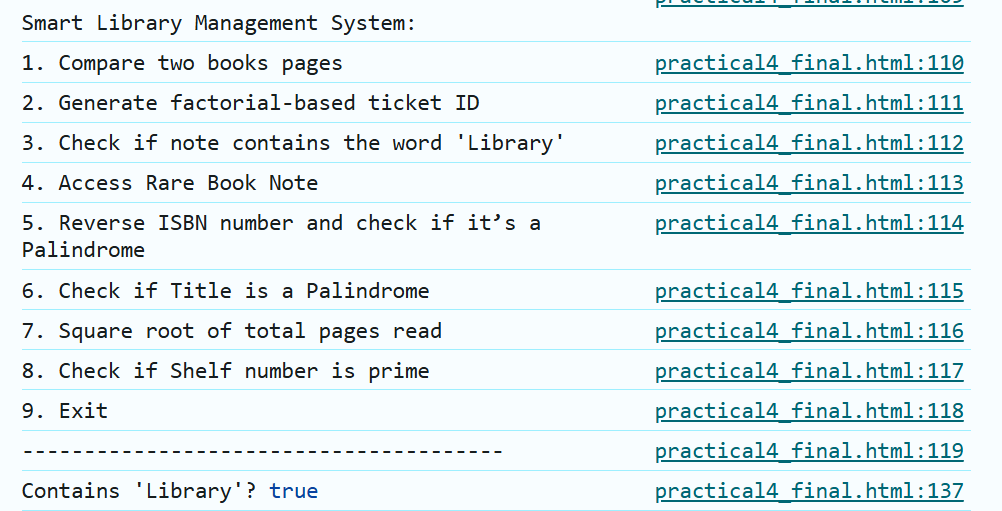 practical4_final.html:109
Smart Library Management System:
1. Compare two books pages practical4_final.html:110
2. Generate factorial-based ticket ID practical4_final.html:111
3. Check if note contains the word 'Library' practical4_final.html:112
4. Access Rare Book Note practical4_final.html:113
5. Reverse ISBN number and check if it’s a practical4_final.html:114
Palindrome
6. Check if Title is a Palindrome practical4_final.html:115
7. Square root of total pages read practical4_final.html:116
8. Check if Shelf number is prime practical4_final.html:117
9. Exit practical4_final.html:118
--------------------------------------- practical4_final.html:119
Contains 'Library'? true practical4_final.html:137